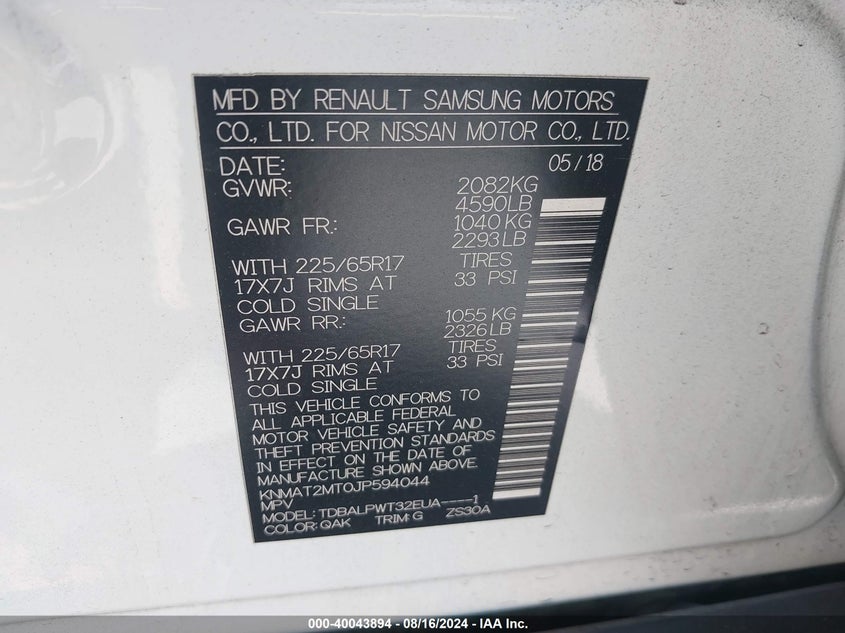 MFD BY RENAULT SAMSUNG MOTORS
CO., LTD. FOR NISSAN MOTOR CO., LTD.
DATE: 05/18
GVWR: 2082KG
4590LB
GAWR FR.: 1040 KG
2293 LB
WITH 225/65R17 TIRES
17X7J RIMS AT 33 PSI
COLD SINGLE
GAWR RR.: 1055 KG
2326 LB
WITH 225/65R17 TIRES
17X7J RIMS AT 33 PSI
COLD SINGLE
THIS VEHICLE CONFORMS TO
ALL APPLICABLE FEDERAL
MOTOR VEHICLE SAFETY AND
THEFT PREVENTION STANDARDS
IN EFFECT ON THE DATE OF
MANUFACTURE SHOWN ABOVE.
KNMAT2MT0JP594044
MPV
MODEL: TDBALPWT32EUA----1
COLOR: QAK TRIM: G ZS30A
000-40043894 - 08/16/2024 - IAA Inc.